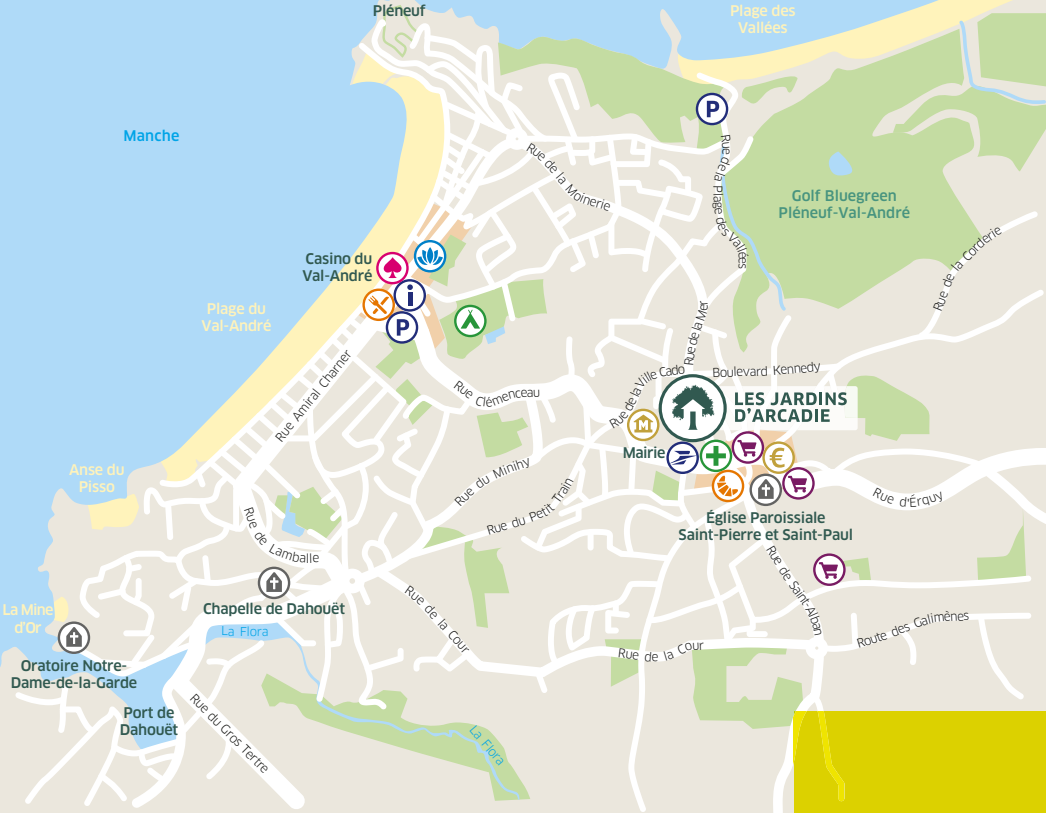 Pléneuf
Plage des
Vallées
Manche
Rue de la Moinerie
Rue de la Plage des Vallées
Golf Bluegreen
Pléneuf-Val-André
Rue de la Corderie
Casino du
Val-André
i
P
P
Plage du
Val-André
Rue de la Mer
Rue Amiral Charner
Rue Clémenceau
Rue de la Ville Cado
Boulevard Kennedy
LES JARDINS
D'ARCADIE
M
Mairie
€
Anse du
Pisso
Rue du Minihy
Rue du Petit Train
Rue d'Érquy
Église Paroissiale
Saint-Pierre et Saint-Paul
Rue de Lamballe
Rue de Saint-Alban
Chapelle de Dahouët
La Mine
d'Or
La Flora
Rue de la Cour
Rue de la Cour
Route des Galimènes
Oratoire Notre-
Dame-de-la-Garde
Port de
Dahouët
Rue du Gros Tertre
La Flora